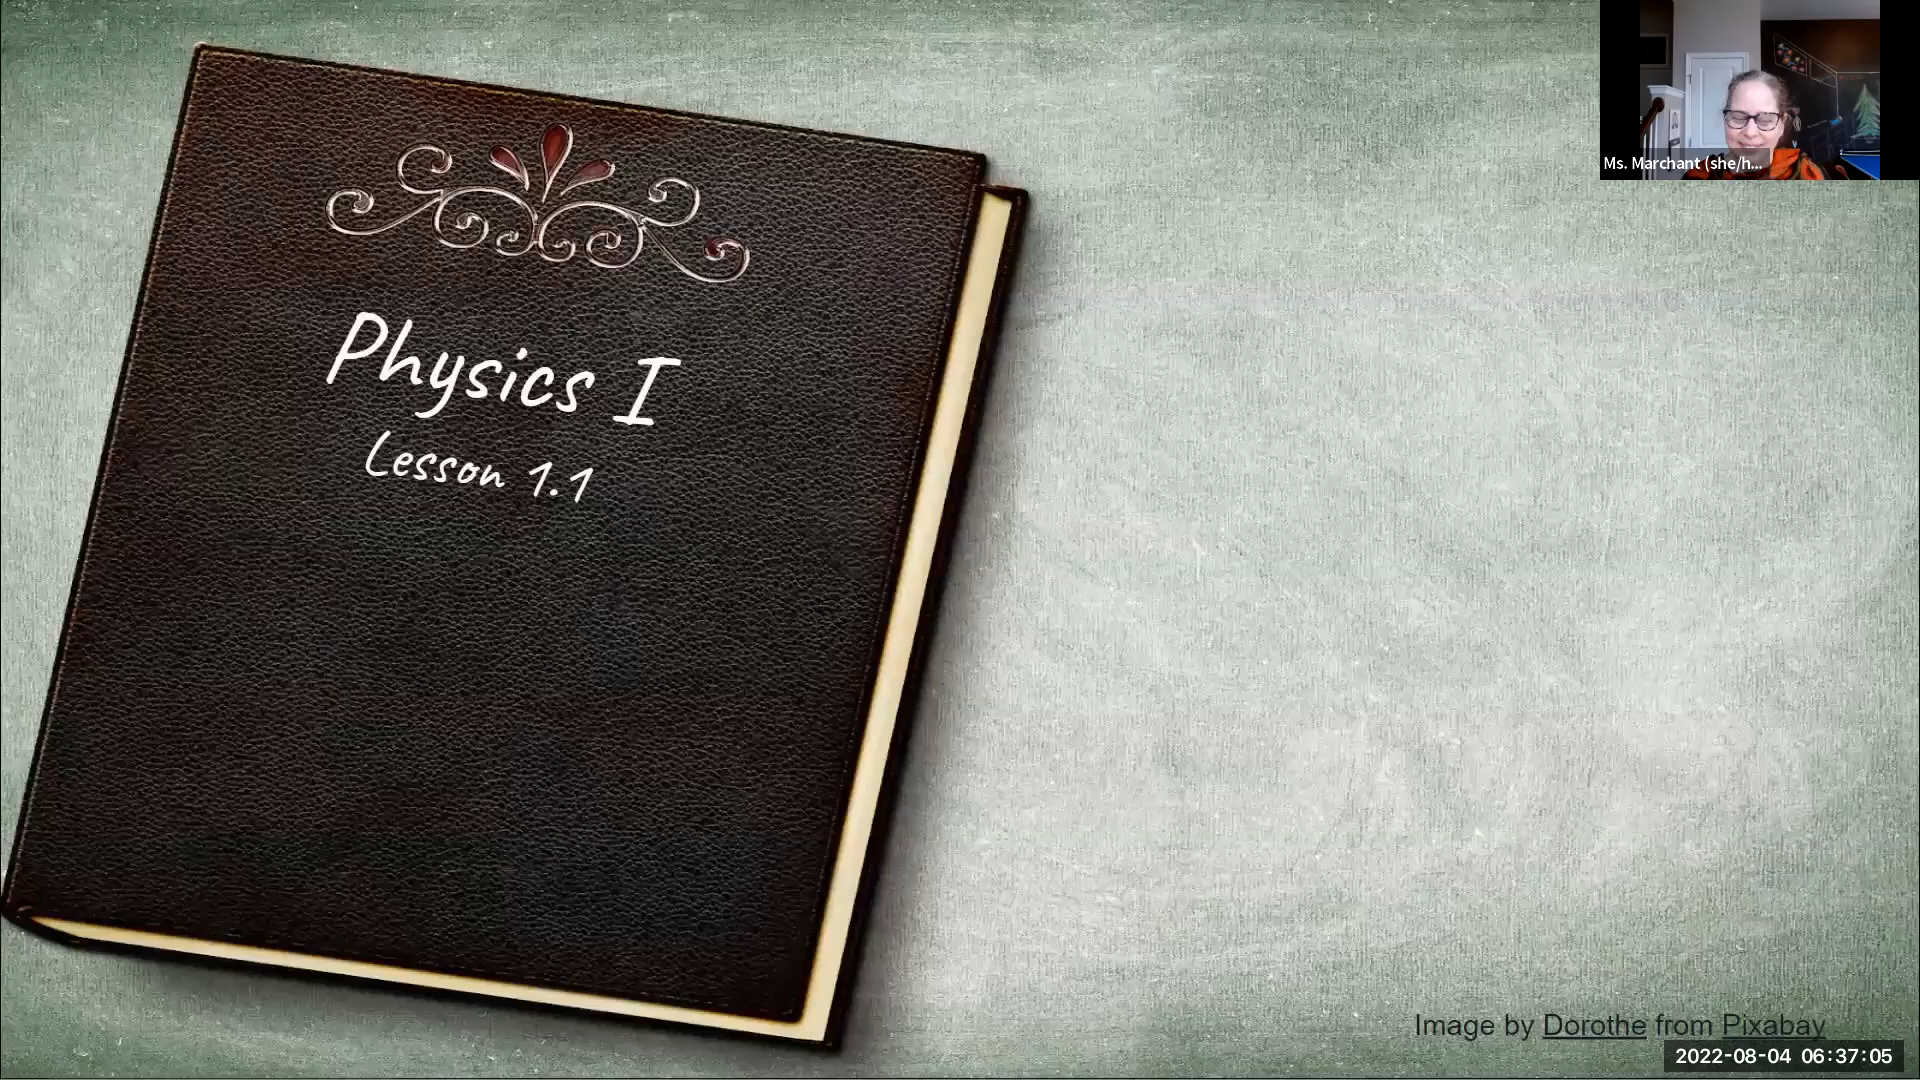 Ms. Marchant (she/h...
Physics I
Lesson 1.1
Image by Dorothe from Pixabay
2022-08-04 06:37:05